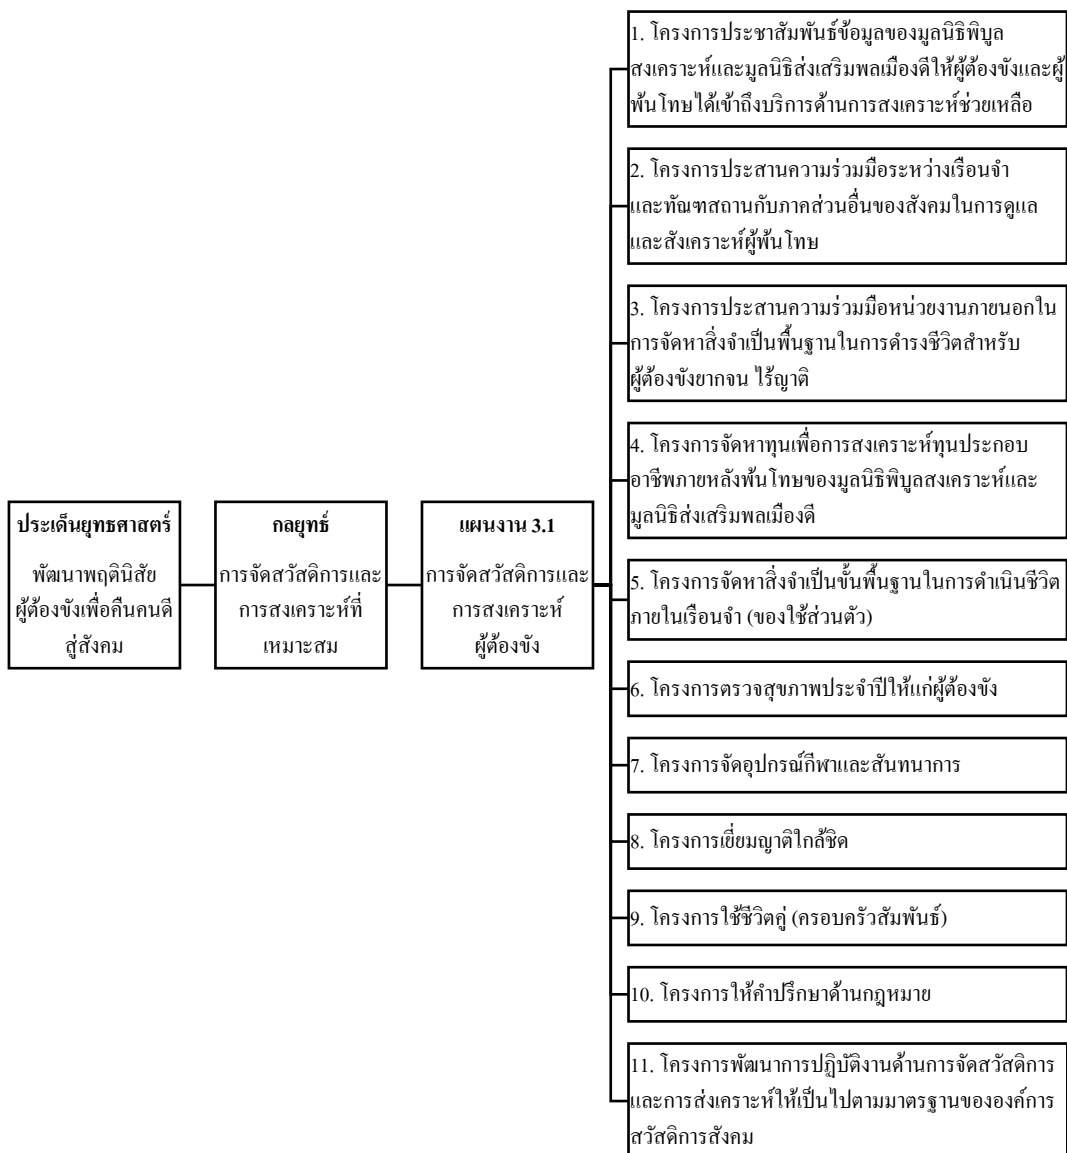 ประเด็นยุทธศาสตร์
พัฒนาพฤตินิสัย
ผู้ต้องขังเพื่อคืนคนดี
สู่สังคม
กลยุทธ์
การจัดสวัสดิการและ
การสงเคราะห์ที่
เหมาะสม
แผนงาน 3.1
การจัดสวัสดิการและ
การสงเคราะห์
ผู้ต้องขัง
1. โครงการประชาสัมพันธ์ข้อมูลของมูลนิธิพิบูล
สงเคราะห์และมูลนิธิส่งเสริมพลเมืองดีให้ผู้ต้องขังและผู้
พ้นโทษได้เข้าถึงบริการด้านการสงเคราะห์ช่วยเหลือ
2. โครงการประสานความร่วมมือระหว่างเรือนจำ
และทัณฑสถานกับภาคส่วนอื่นของสังคมในการดูแล
และสังเคราะห์ผู้พ้นโทษ
3. โครงการประสานความร่วมมือหน่วยงานภายนอกใน
การจัดหาสิ่งจำเป็นพื้นฐานในการดำรงชีวิตสำหรับ
ผู้ต้องขังยากจน ไร้ญาติ
4. โครงการจัดหาทุนเพื่อการสงเคราะห์ทุนประกอบ
อาชีพภายหลังพ้นโทษของมูลนิธิพิบูลสงเคราะห์และ
มูลนิธิส่งเสริมพลเมืองดี
5. โครงการจัดหาสิ่งจำเป็นขั้นพื้นฐานในการดำเนินชีวิต
ภายในเรือนจำ (ของใช้ส่วนตัว)
6. โครงการตรวจสุขภาพประจำปีให้แก่ผู้ต้องขัง
7. โครงการจัดอุปกรณ์กีฬาและสันทนาการ
8. โครงการเยี่ยมญาติใกล้ชิด
9. โครงการใช้ชีวิตคู่ (ครอบครัวสัมพันธ์)
10. โครงการให้คำปรึกษาด้านกฎหมาย
11. โครงการพัฒนาการปฏิบัติงานด้านการจัดสวัสดิการ
และการส่งเคราะห์ให้เป็นไปตามมาตรฐานขององค์การ
สวัสดิการสังคม